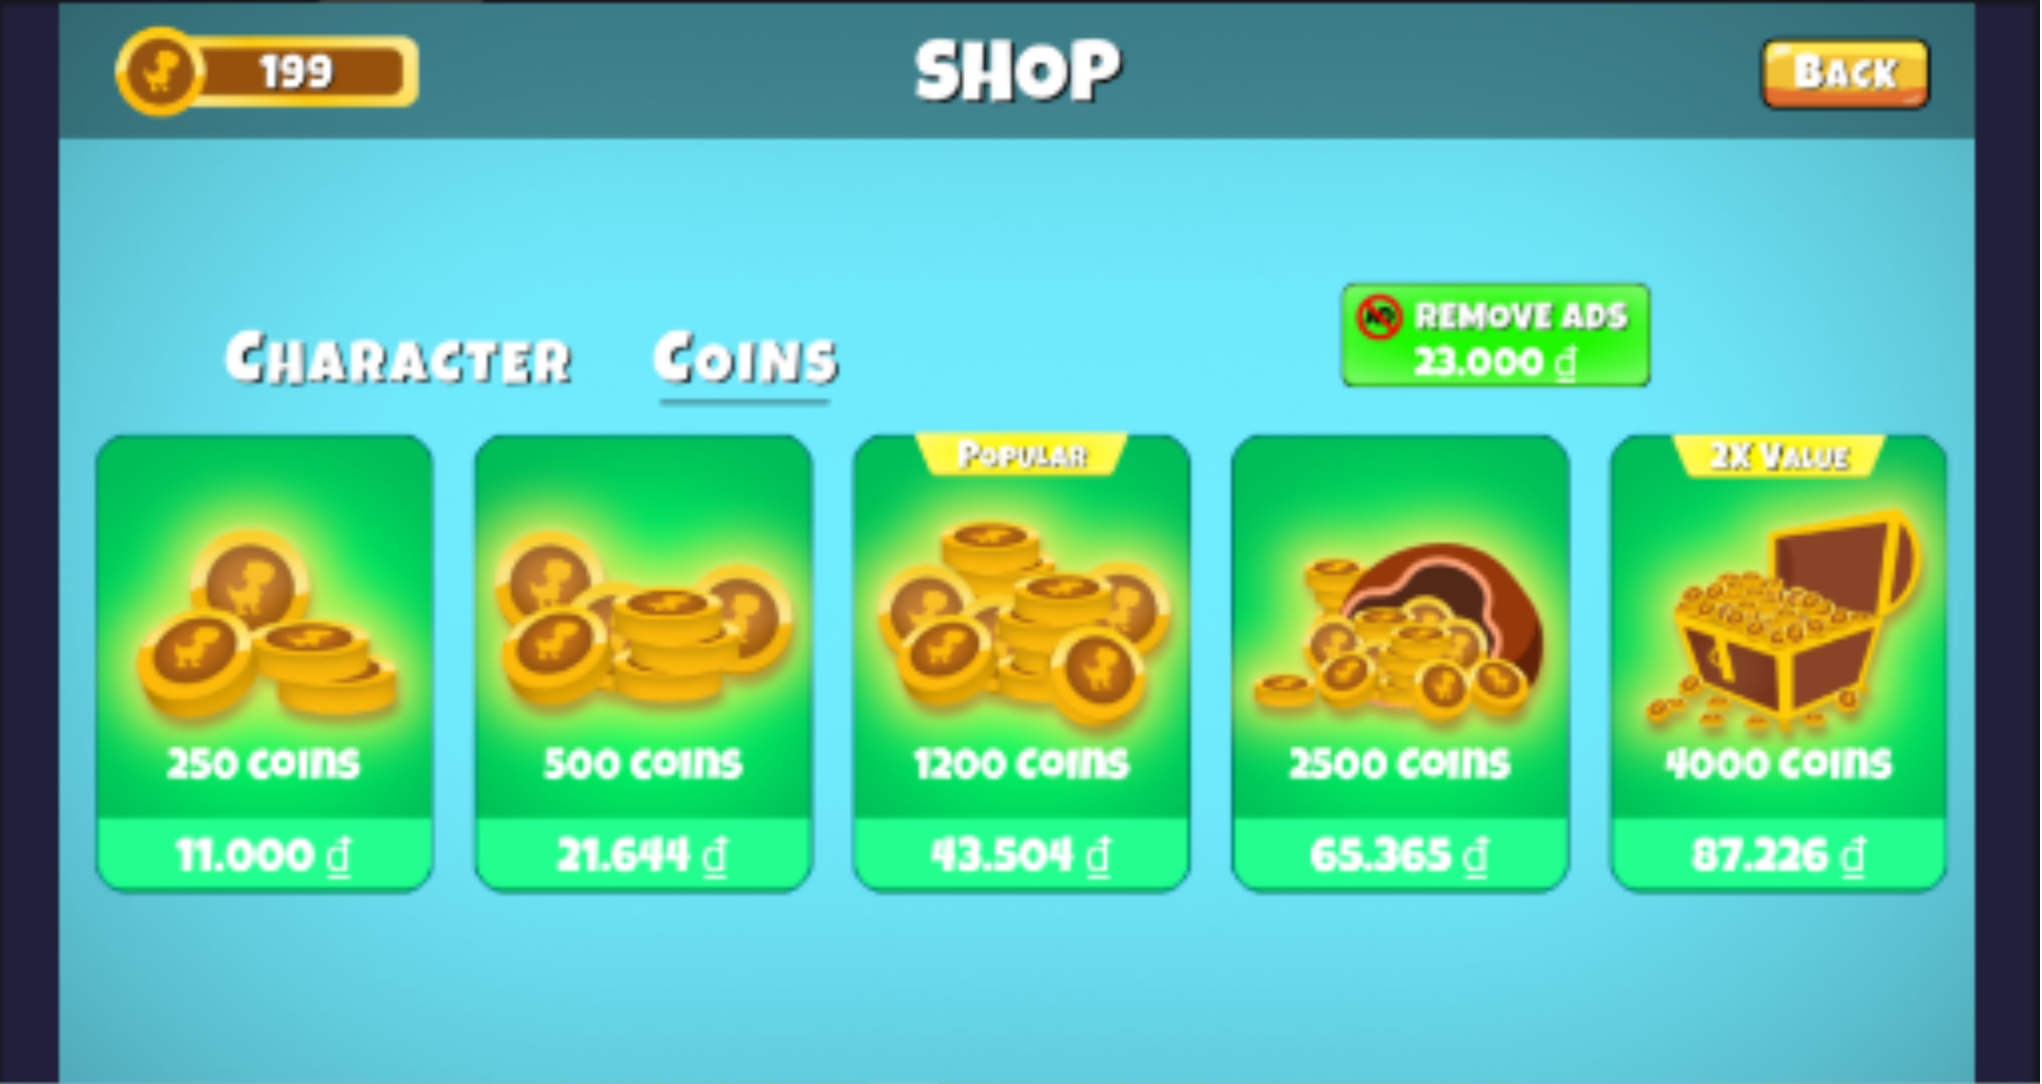 199
SHOP
BACK
REMOVE ADS
23.000 ₫
CHARACTER
COINS
POPULAR
2X VALUE
250 COINS
500 COINS
1200 COINS
2500 COINS
4000 COINS
11.000 ₫
21.644 ₫
43.504 ₫
65.365 ₫
87.226 ₫